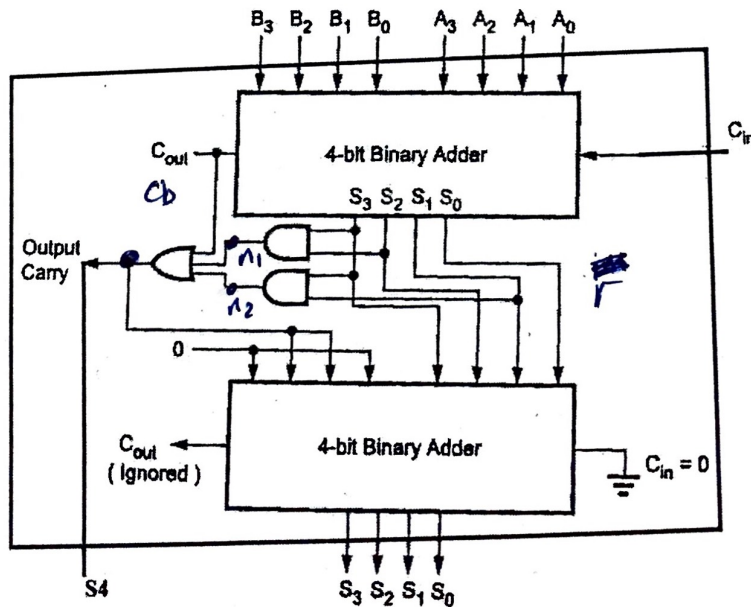 B3 B2 B1 B0 A3 A2 A1 A0
Cin
Cout
4-bit Binary Adder
Cb
S3 S2 S1 S0
Output
Carry
n1
n2
r
0
Cout
( Ignored )
4-bit Binary Adder
Cin = 0
S4
S3 S2 S1 S0